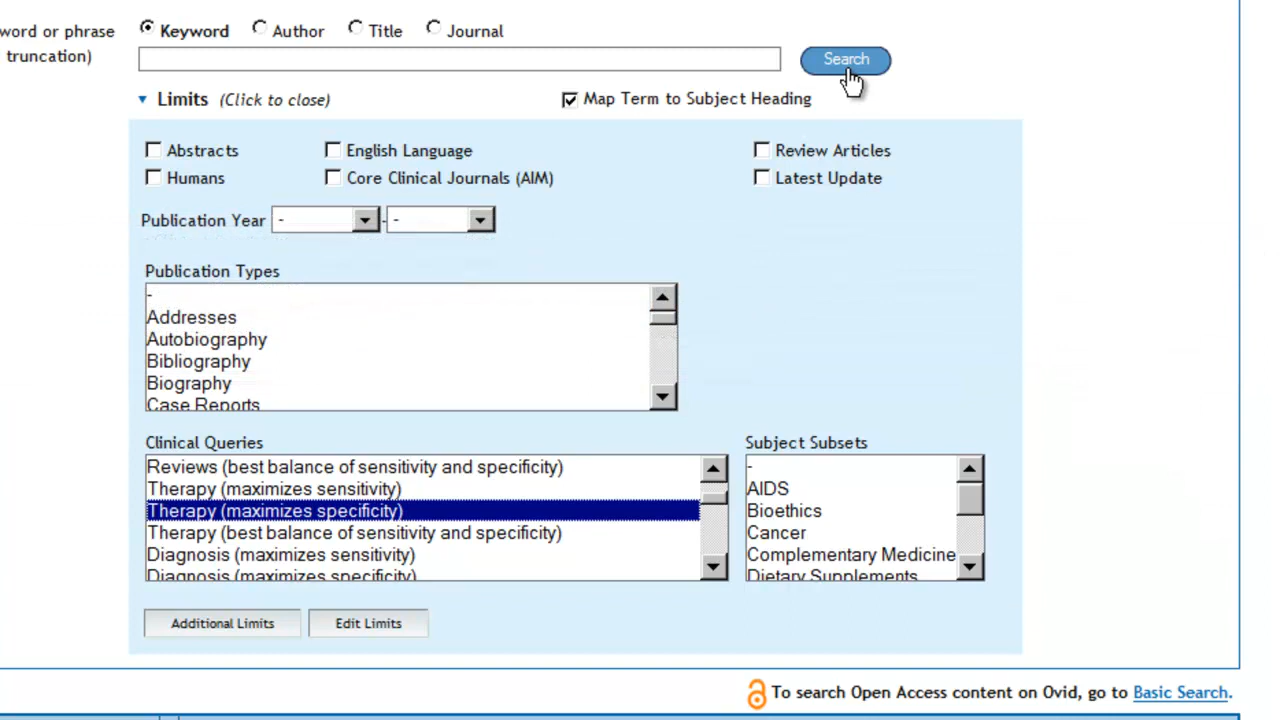 word or phrase
truncation)
Keyword Author Title Journal
Search
Limits (Click to close)
Map Term to Subject Heading
Abstracts English Language Review Articles
Humans Core Clinical Journals (AIM) Latest Update
Publication Year - - -
Publication Types
-
Addresses
Autobiography
Bibliography
Biography
Case Reports
Clinical Queries
Reviews (best balance of sensitivity and specificity)
Therapy (maximizes sensitivity)
Therapy (maximizes specificity)
Therapy (best balance of sensitivity and specificity)
Diagnosis (maximizes sensitivity)
Diagnosis (maximizes specificity)
Subject Subsets
-
AIDS
Bioethics
Cancer
Complementary Medicine
Dietary Supplements
Additional Limits Edit Limits
To search Open Access content on Ovid, go to Basic Search.